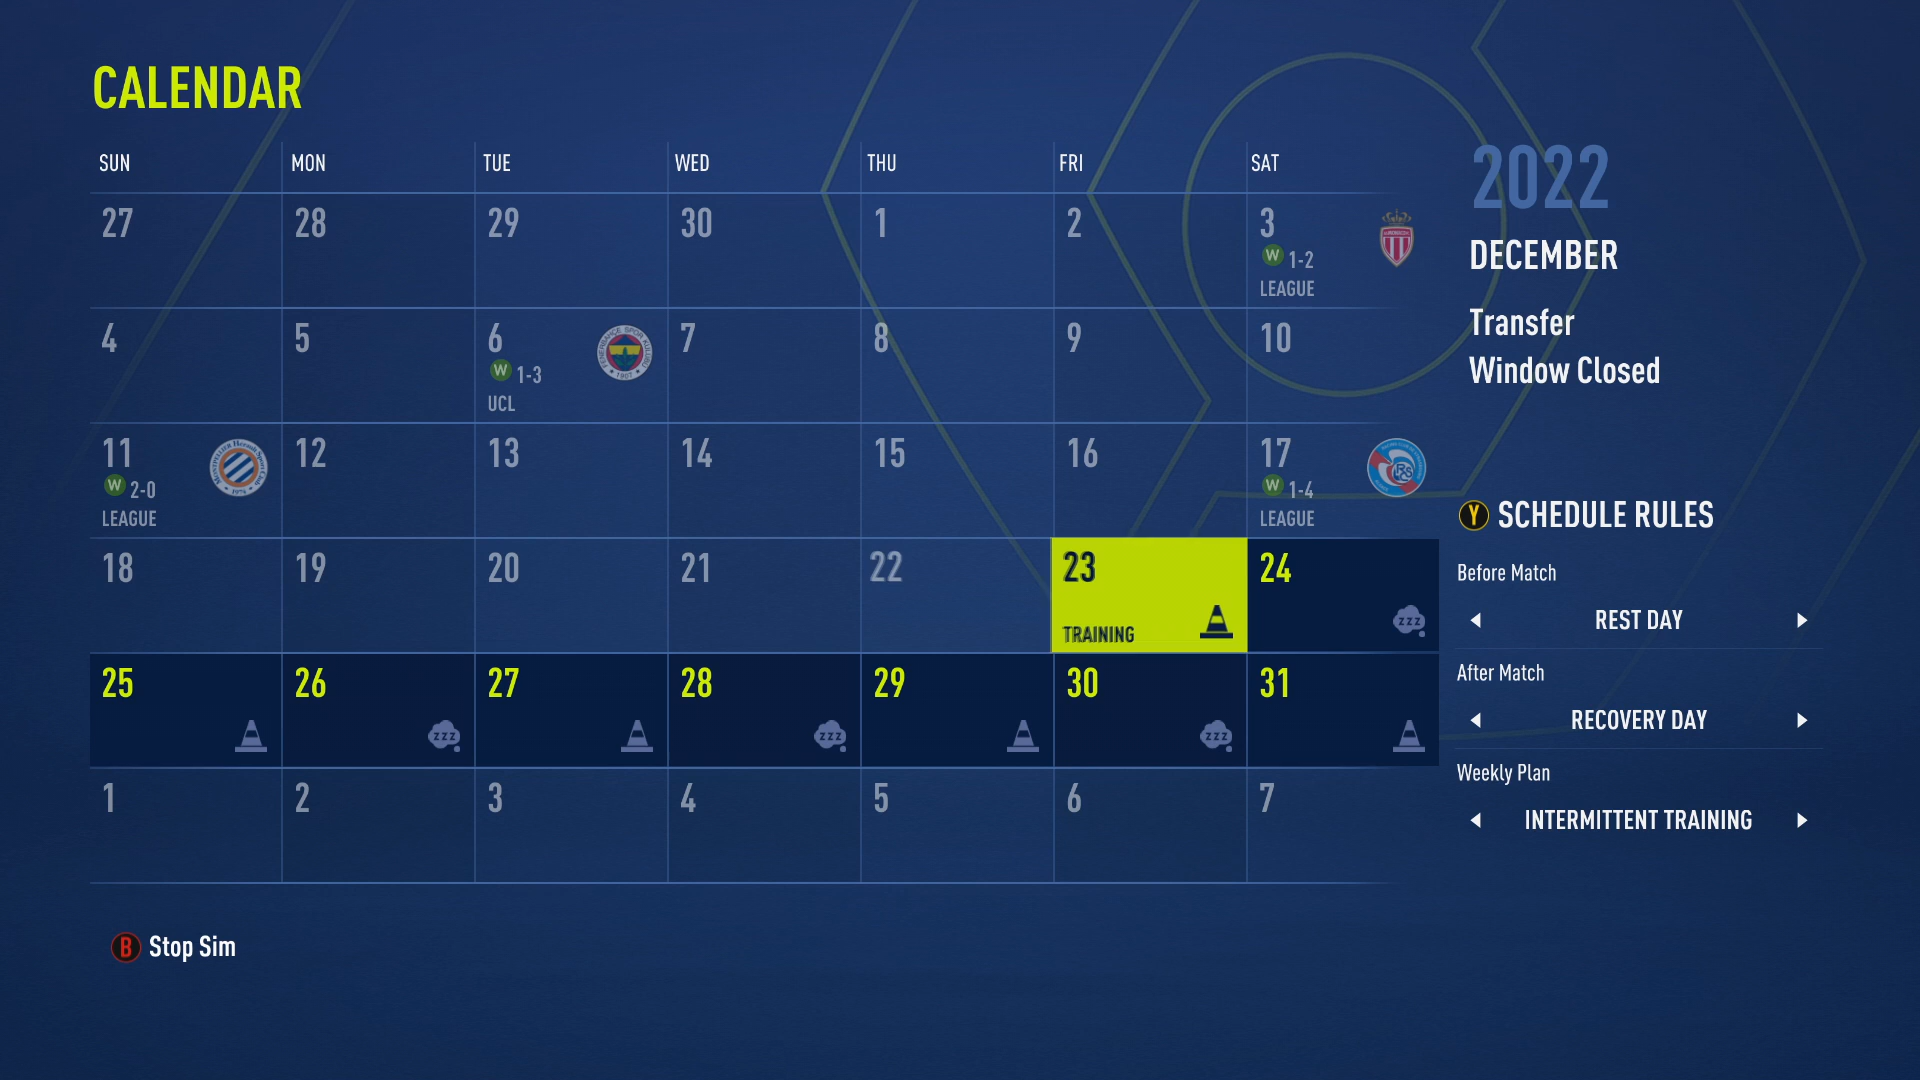 CALENDAR
SUN MON TUE WED THU FRI SAT
2022
DECEMBER
Transfer
Window Closed
27 28 29 30 1 2 3
W 1-2
LEAGUE
4 5 6 7 8 9 10
W 1-3
UCL
FENERBAHÇE SPOR KULÜBÜ
1907
11 12 13 14 15 16 17
W 2-0 W 1-4
LEAGUE LEAGUE
18 19 20 21 22 23 24
TRAINING
zzz
25 26 27 28 29 30 31
zzz zzz zzz
1 2 3 4 5 6 7
Y SCHEDULE RULES
Before Match
REST DAY
After Match
RECOVERY DAY
Weekly Plan
INTERMITTENT TRAINING
B Stop Sim